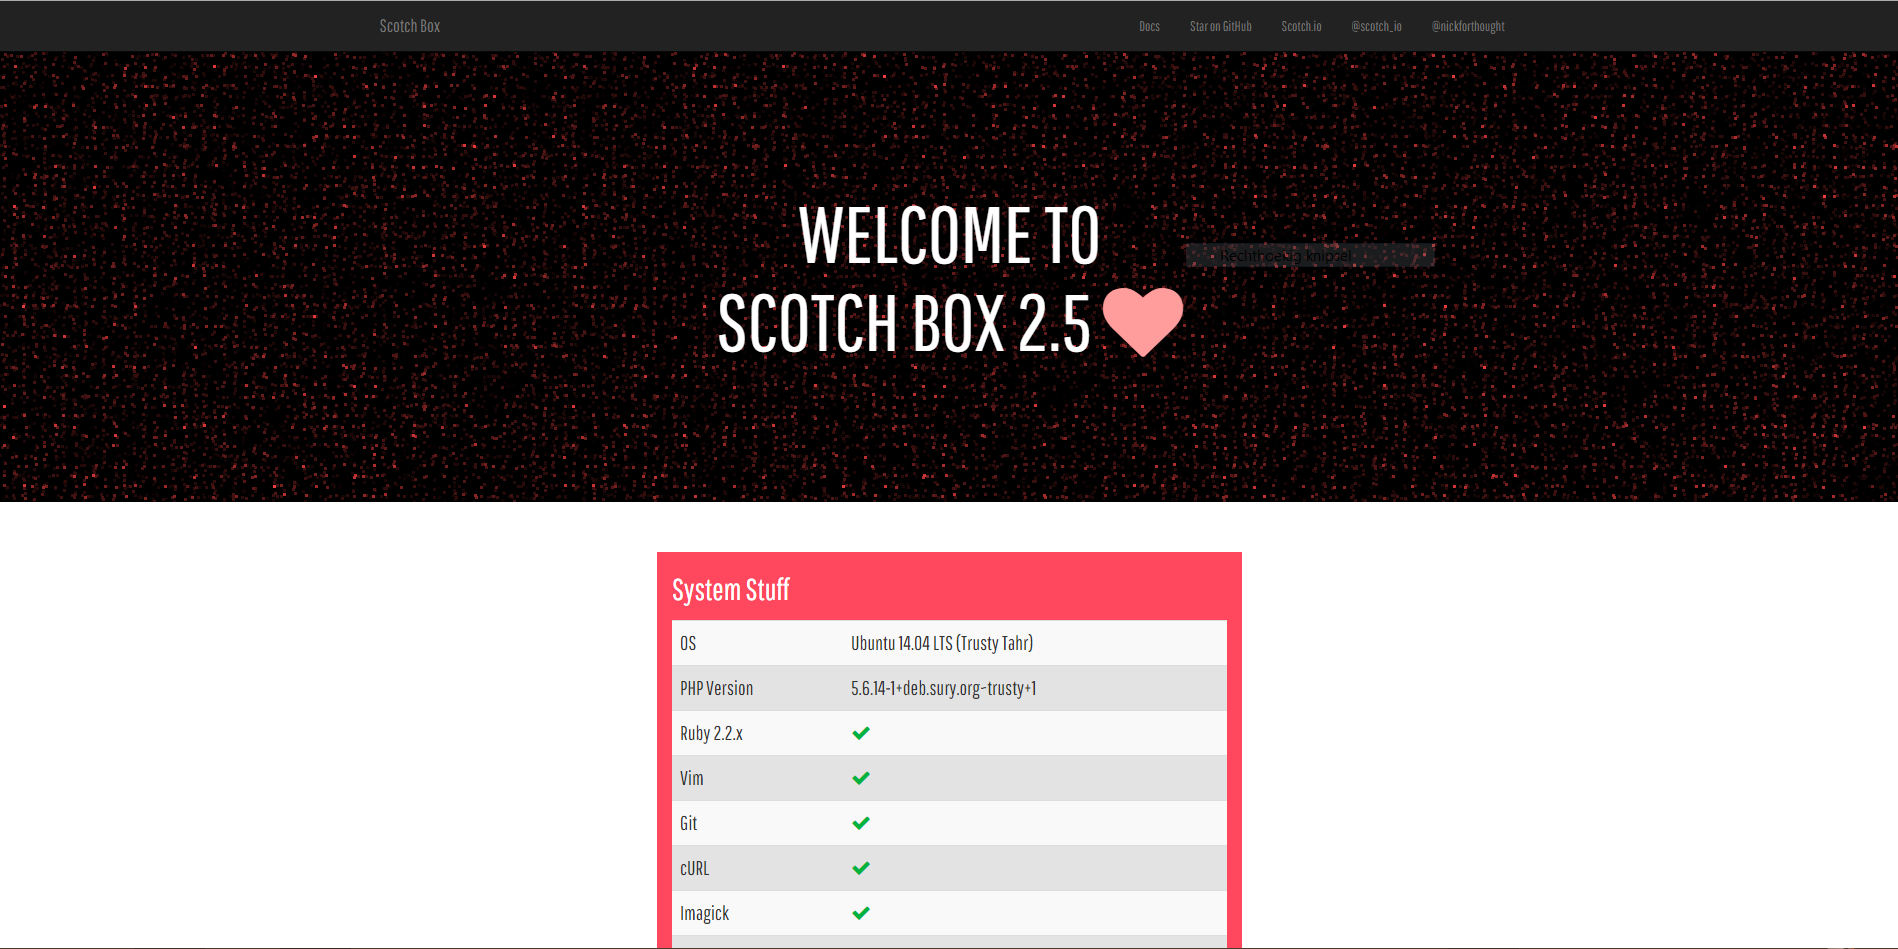 Scotch Box
Docs
Star on GitHub
Scotch.io
@scotch_io
@nickforthought
WELCOME TO
SCOTCH BOX 2.5
Rechthoekig knipsel
System Stuff
OS Ubuntu 14.04 LTS (Trusty Tahr)
PHP Version 5.6.14-1+deb.sury.org~trusty+1
Ruby 2.2.x
Vim
Git
cURL
Imagick